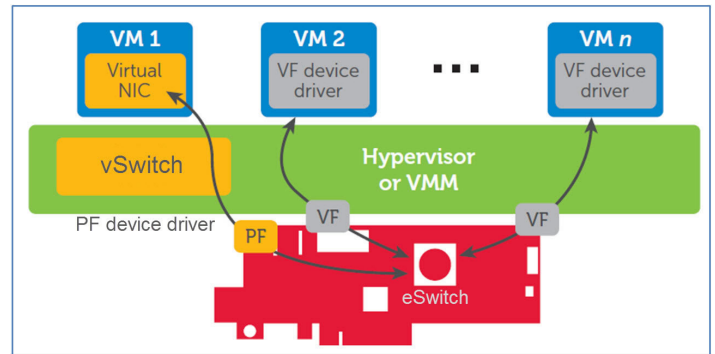 VM 1
Virtual
NIC
VM 2
VF device
driver
...
VM n
VF device
driver
vSwitch
Hypervisor
or VMM
PF device driver
PF
VF
VF
eSwitch